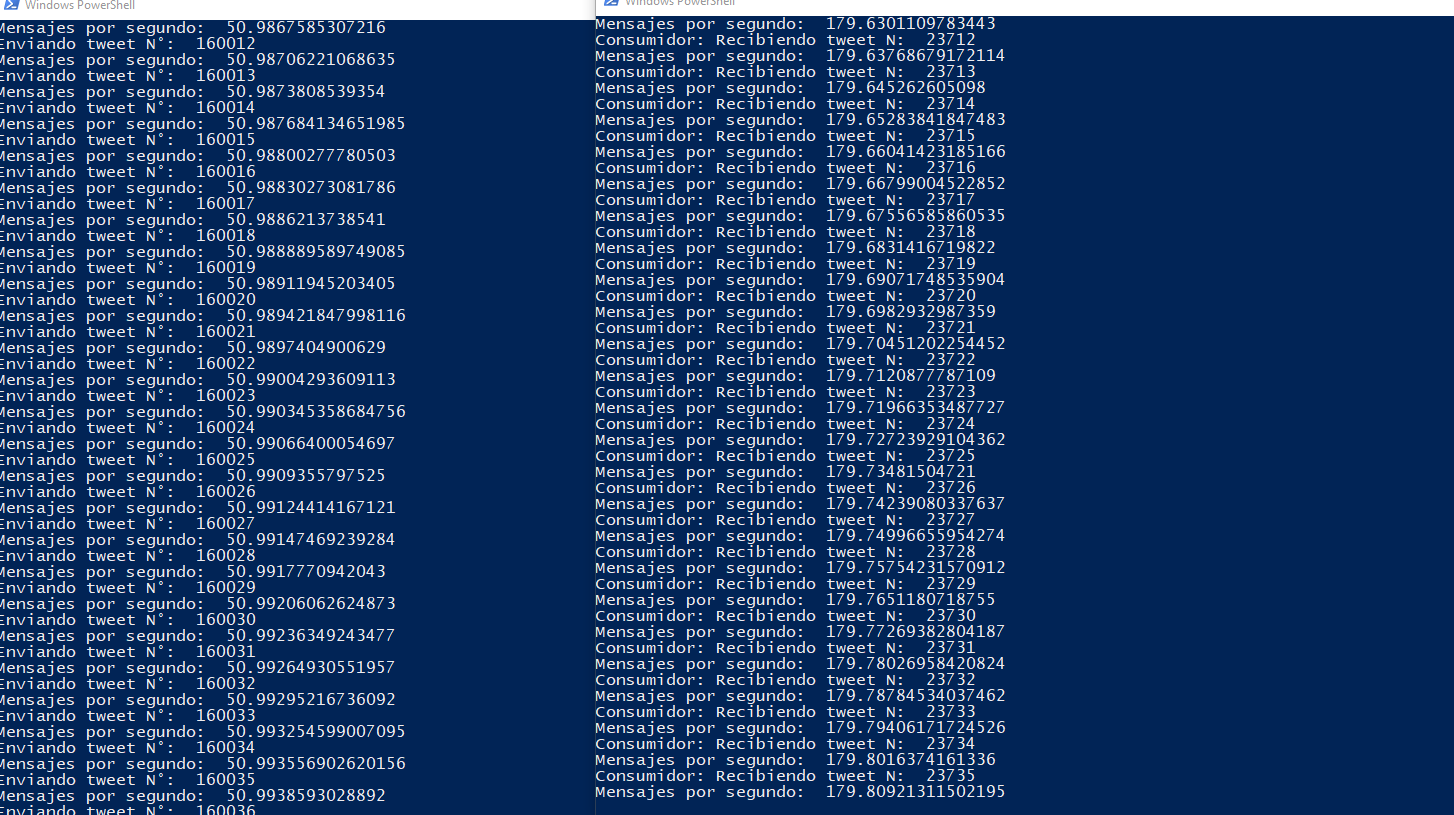 Windows PowerShell
Mensajes por segundo: 50.9867585307216
Enviando tweet N°: 160012
Mensajes por segundo: 50.98706221068635
Enviando tweet N°: 160013
Mensajes por segundo: 50.9873808539354
Enviando tweet N°: 160014
Mensajes por segundo: 50.987684134651985
Enviando tweet N°: 160015
Mensajes por segundo: 50.98800277780503
Enviando tweet N°: 160016
Mensajes por segundo: 50.98830273081786
Enviando tweet N°: 160017
Mensajes por segundo: 50.9886213738541
Enviando tweet N°: 160018
Mensajes por segundo: 50.988889589749085
Enviando tweet N°: 160019
Mensajes por segundo: 50.98911945203405
Enviando tweet N°: 160020
Mensajes por segundo: 50.989421847998116
Enviando tweet N°: 160021
Mensajes por segundo: 50.9897404900629
Enviando tweet N°: 160022
Mensajes por segundo: 50.99004293609113
Enviando tweet N°: 160023
Mensajes por segundo: 50.990345358684756
Enviando tweet N°: 160024
Mensajes por segundo: 50.99066400054697
Enviando tweet N°: 160025
Mensajes por segundo: 50.9909355797525
Enviando tweet N°: 160026
Mensajes por segundo: 50.99124414167121
Enviando tweet N°: 160027
Mensajes por segundo: 50.99147469239284
Enviando tweet N°: 160028
Mensajes por segundo: 50.9917770942043
Enviando tweet N°: 160029
Mensajes por segundo: 50.99206062624873
Enviando tweet N°: 160030
Mensajes por segundo: 50.99236349243477
Enviando tweet N°: 160031
Mensajes por segundo: 50.99264930551957
Enviando tweet N°: 160032
Mensajes por segundo: 50.99295216736092
Enviando tweet N°: 160033
Mensajes por segundo: 50.993254599007095
Enviando tweet N°: 160034
Mensajes por segundo: 50.993556902620156
Enviando tweet N°: 160035
Mensajes por segundo: 50.9938593028892
Enviando tweet N°: 160036
Windows PowerShell
Mensajes por segundo: 179.6301109783443
Consumidor: Recibiendo tweet N: 23712
Mensajes por segundo: 179.63768679172114
Consumidor: Recibiendo tweet N: 23713
Mensajes por segundo: 179.645262605098
Consumidor: Recibiendo tweet N: 23714
Mensajes por segundo: 179.65283841847483
Consumidor: Recibiendo tweet N: 23715
Mensajes por segundo: 179.66041423185166
Consumidor: Recibiendo tweet N: 23716
Mensajes por segundo: 179.66799004522852
Consumidor: Recibiendo tweet N: 23717
Mensajes por segundo: 179.67556585860535
Consumidor: Recibiendo tweet N: 23718
Mensajes por segundo: 179.6831416719822
Consumidor: Recibiendo tweet N: 23719
Mensajes por segundo: 179.69071748535904
Consumidor: Recibiendo tweet N: 23720
Mensajes por segundo: 179.6982932987359
Consumidor: Recibiendo tweet N: 23721
Mensajes por segundo: 179.70451202254452
Consumidor: Recibiendo tweet N: 23722
Mensajes por segundo: 179.7120877787109
Consumidor: Recibiendo tweet N: 23723
Mensajes por segundo: 179.71966353487727
Consumidor: Recibiendo tweet N: 23724
Mensajes por segundo: 179.72723929104362
Consumidor: Recibiendo tweet N: 23725
Mensajes por segundo: 179.73481504721
Consumidor: Recibiendo tweet N: 23726
Mensajes por segundo: 179.74239080337637
Consumidor: Recibiendo tweet N: 23727
Mensajes por segundo: 179.74996655954274
Consumidor: Recibiendo tweet N: 23728
Mensajes por segundo: 179.75754231570912
Consumidor: Recibiendo tweet N: 23729
Mensajes por segundo: 179.7651180718755
Consumidor: Recibiendo tweet N: 23730
Mensajes por segundo: 179.77269382804187
Consumidor: Recibiendo tweet N: 23731
Mensajes por segundo: 179.78026958420824
Consumidor: Recibiendo tweet N: 23732
Mensajes por segundo: 179.78784534037462
Consumidor: Recibiendo tweet N: 23733
Mensajes por segundo: 179.79406171724526
Consumidor: Recibiendo tweet N: 23734
Mensajes por segundo: 179.8016374161336
Consumidor: Recibiendo tweet N: 23735
Mensajes por segundo: 179.80921311502195